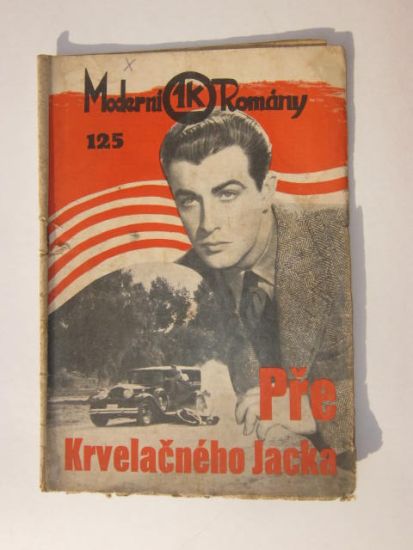 Moderní 1K Romány
125
Pře
Krvelačného Jacka